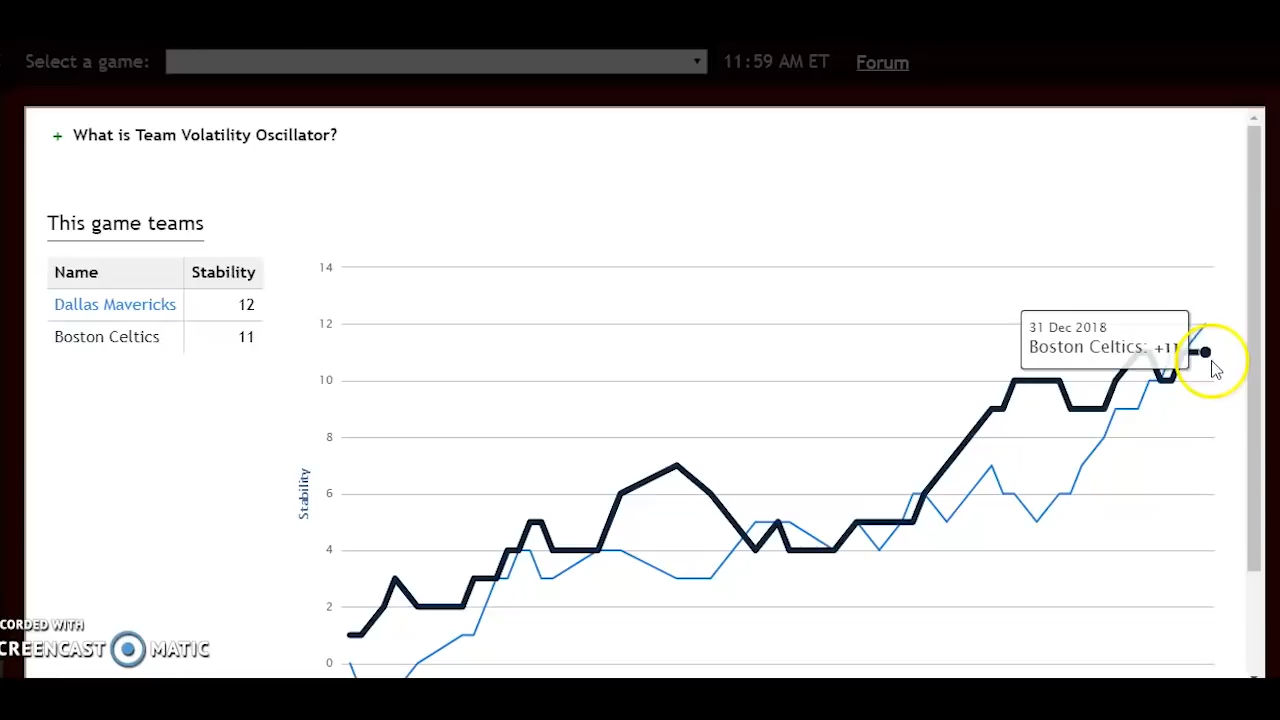 Select a game:
11:59 AM ET
Forum
+ What is Team Volatility Oscillator?
This game teams
Name Stability
Dallas Mavericks 12
Boston Celtics 11
14
12
10
8
6
4
2
0
Stability
31 Dec 2018
Boston Celtics: +11
CORDED WITH
CREENCAST MATIC